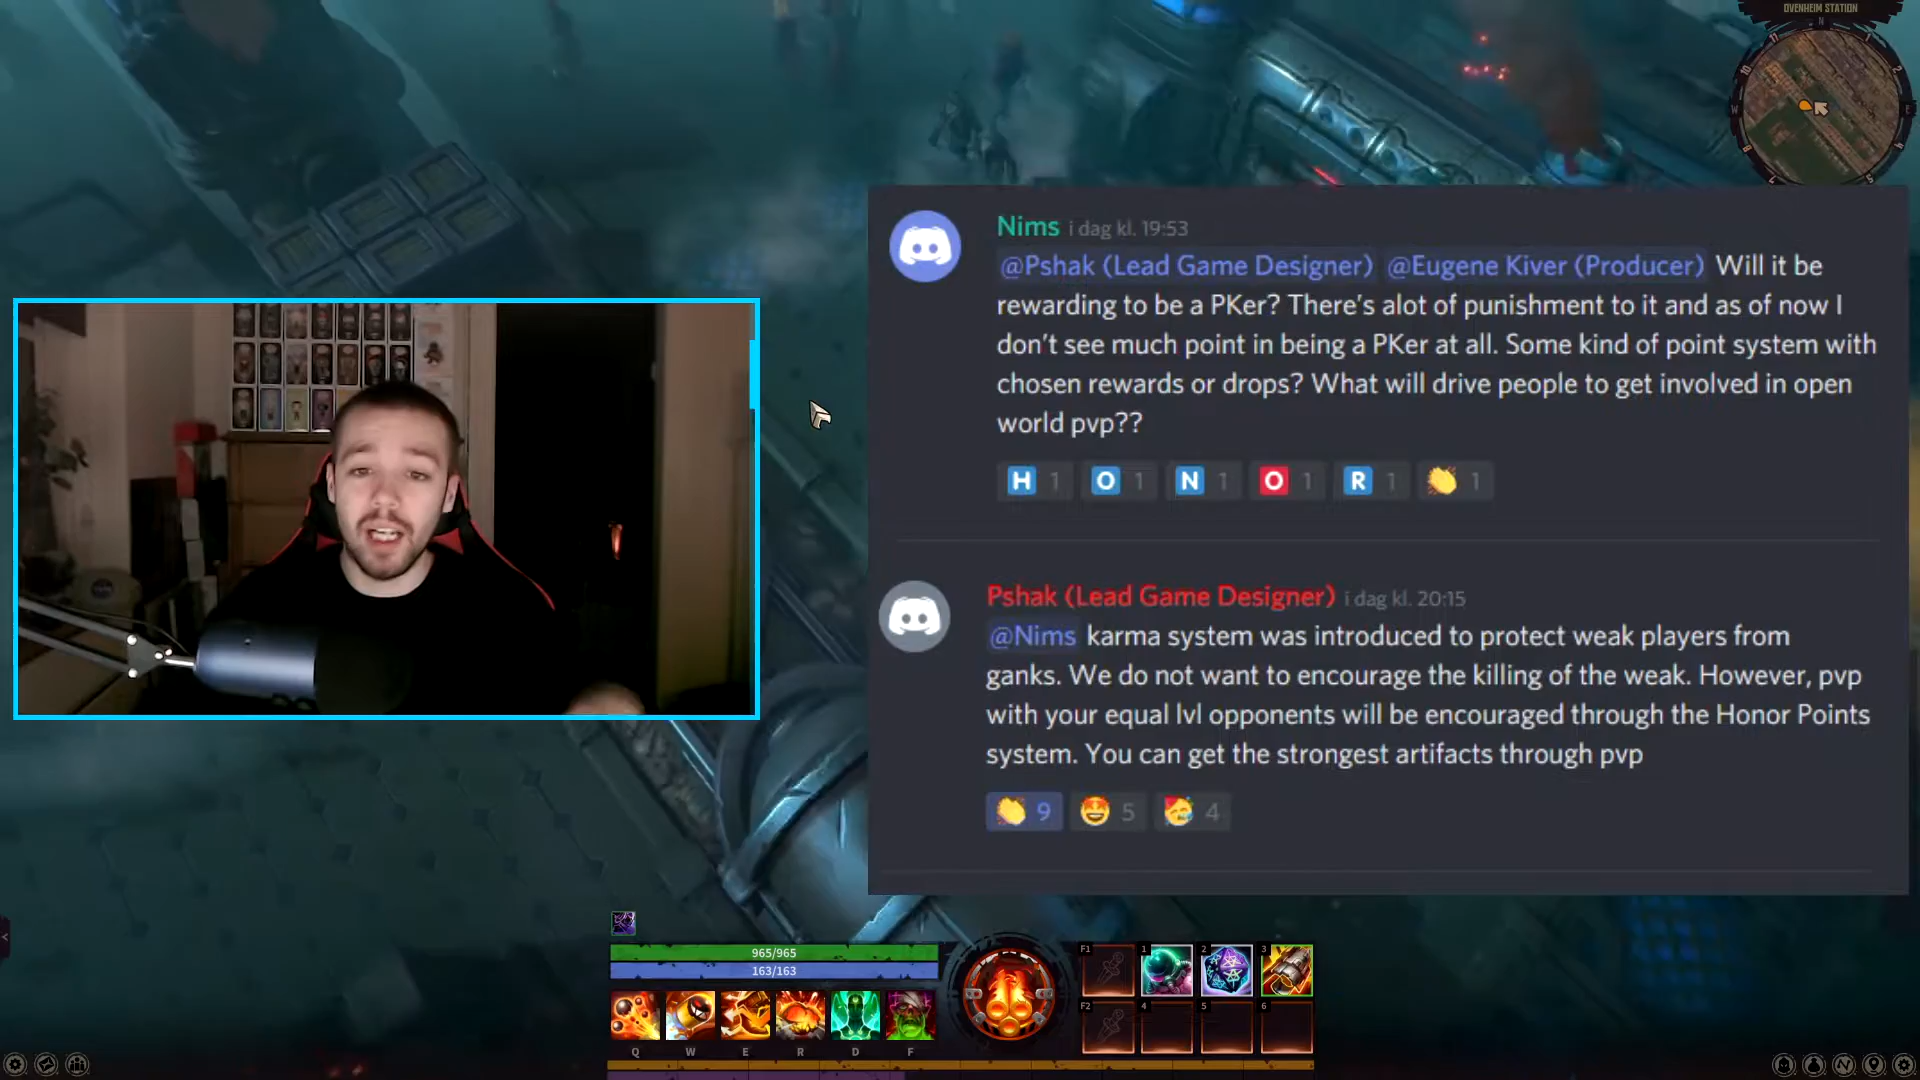 OVENHEIM STATION
N
W
E
Nims i dag kl. 19:53
@Pshak (Lead Game Designer) @Eugene Kiver (Producer) Will it be
rewarding to be a PKer? There's alot of punishment to it and as of now I
don't see much point in being a PKer at all. Some kind of point system with
chosen rewards or drops? What will drive people to get involved in open
world pvp??
H 1 O 1 N 1 O 1 R 1 1
Pshak (Lead Game Designer) i dag kl. 20:15
@Nims karma system was introduced to protect weak players from
ganks. We do not want to encourage the killing of the weak. However, pvp
with your equal lvl opponents will be encouraged through the Honor Points
system. You can get the strongest artifacts through pvp
9 5 4
965/965
163/163
F1 1 2 3
F2 4 5 6
Q W E R D F